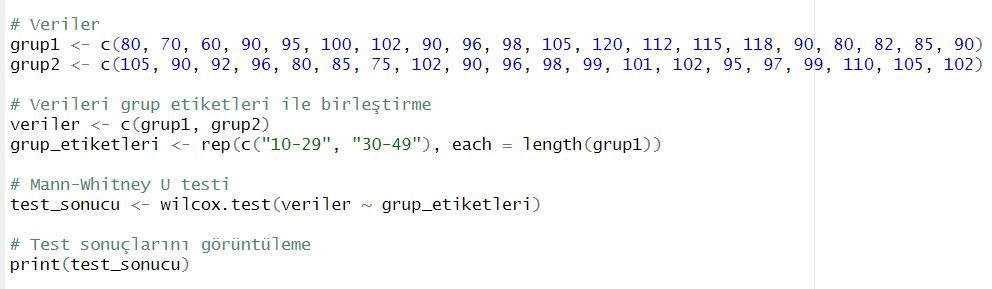 # Veriler
grup1 <- c(80, 70, 60, 90, 95, 100, 102, 90, 96, 98, 105, 120, 112, 115, 118, 90, 80, 82, 85, 90)
grup2 <- c(105, 90, 92, 96, 80, 85, 75, 102, 90, 96, 98, 99, 101, 102, 95, 97, 99, 110, 105, 102)
# Verileri grup etiketleri ile birleştirme
veriler <- c(grup1, grup2)
grup_etiketleri <- rep(c("10-29", "30-49"), each = length(grup1))
# Mann-Whitney U testi
test_sonucu <- wilcox.test(veriler ~ grup_etiketleri)
# Test sonuçlarını görüntüleme
print(test_sonucu)